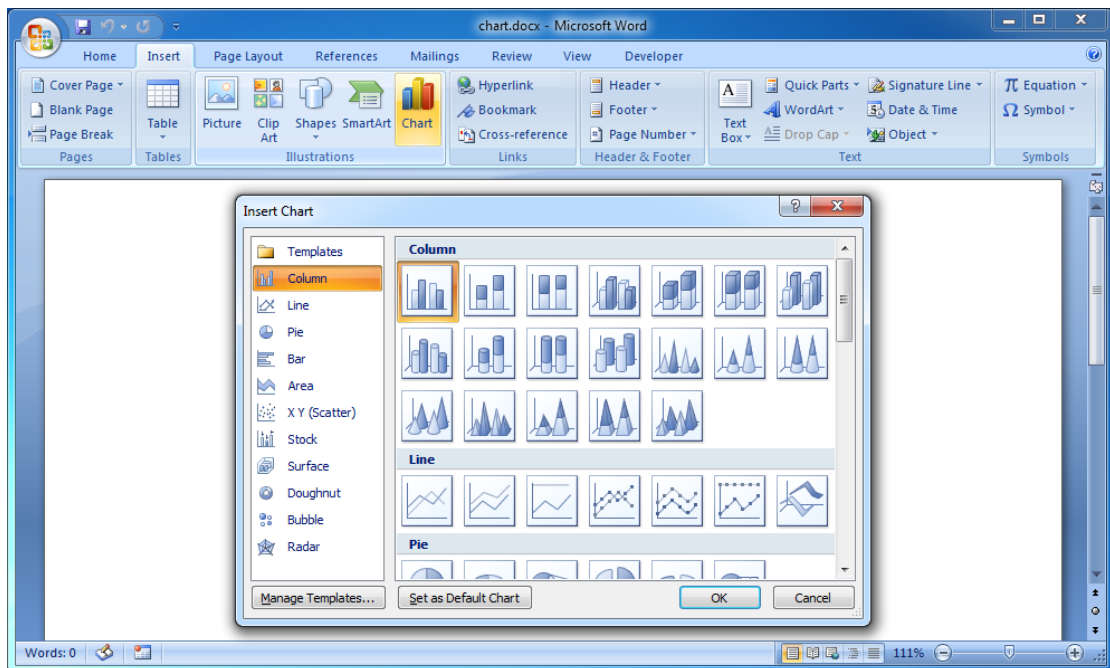 chart.docx - Microsoft Word
Home Insert Page Layout References Mailings Review View Developer
Cover Page
Blank Page
Page Break
Pages
Table
Tables
Picture
Clip
Art
Shapes
SmartArt
Chart
Illustrations
Hyperlink
Bookmark
Cross-reference
Links
Header
Footer
Page Number
Header & Footer
A
Text
Box
Quick Parts
WordArt
Drop Cap
Signature Line
Date & Time
Object
Text
π Equation
Ω Symbol
Symbols
Insert Chart
Templates
Column
Line
Pie
Bar
Area
X Y (Scatter)
Stock
Surface
Doughnut
Bubble
Radar
Column
Line
Pie
Manage Templates...
Set as Default Chart
OK
Cancel
Words: 0
111%